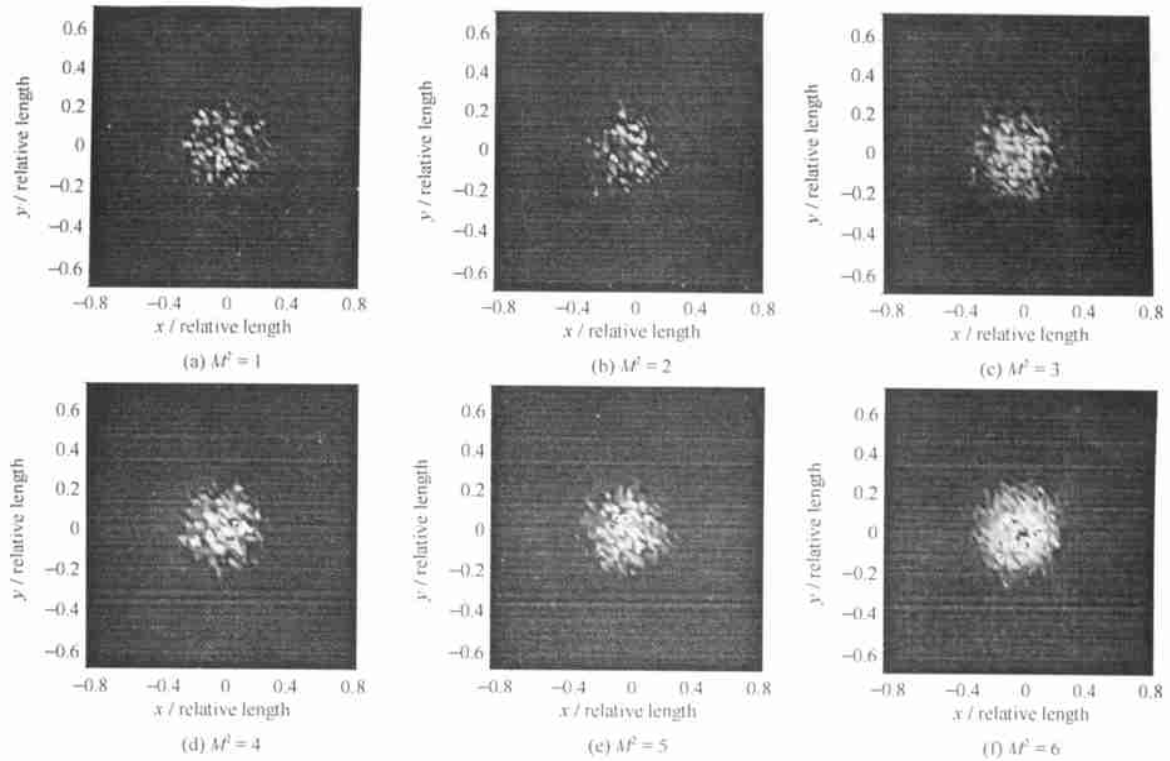 y / relative length
0.6
0.4
0.2
0
−0.2
−0.4
−0.6
−0.8 −0.4 0 0.4 0.8
x / relative length
(a) M² = 1
y / relative length
0.6
0.4
0.2
0
−0.2
−0.4
−0.6
−0.8 −0.4 0 0.4 0.8
x / relative length
(b) M² = 2
y / relative length
0.6
0.4
0.2
0
−0.2
−0.4
−0.6
−0.8 −0.4 0 0.4 0.8
x / relative length
(c) M² = 3
y / relative length
0.6
0.4
0.2
0
−0.2
−0.4
−0.6
−0.8 −0.4 0 0.4 0.8
x / relative length
(d) M² = 4
y / relative length
0.6
0.4
0.2
0
−0.2
−0.4
−0.6
−0.8 −0.4 0 0.4 0.8
x / relative length
(e) M² = 5
y / relative length
0.6
0.4
0.2
0
−0.2
−0.4
−0.6
−0.8 −0.4 0 0.4 0.8
x / relative length
(f) M² = 6